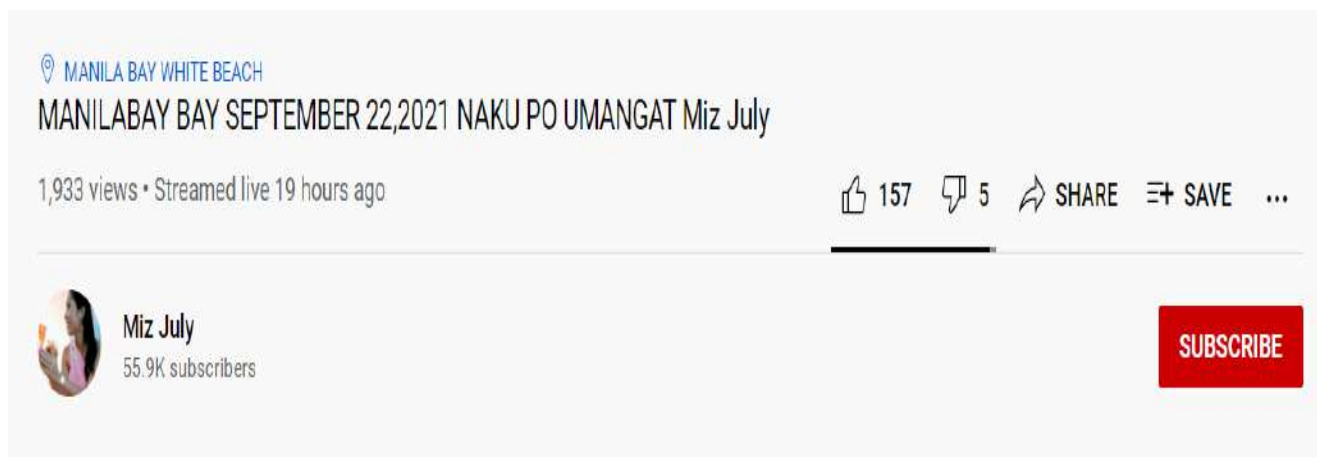 MANILA BAY WHITE BEACH
MANILABAY BAY SEPTEMBER 22,2021 NAKU PO UMANGAT Miz July
1,933 views • Streamed live 19 hours ago
157 5 SHARE SAVE ...
Miz July
55.9K subscribers
SUBSCRIBE